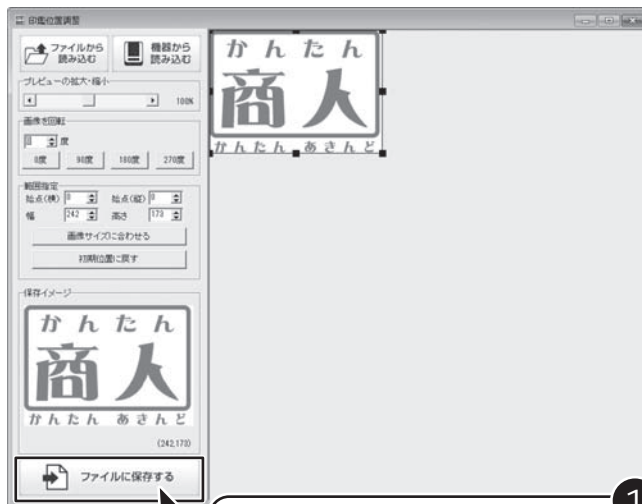 印鑑位置調整
ファイルから
読み込む
機器から
読み込む
プレビューの拡大・縮小
100%
画像を回転
度
0度
90度
180度
270度
範囲指定
始点(横) 0
始点(縦) 0
幅 242
高さ 173
画像サイズに合わせる
初期位置に戻す
保存イメージ
かんたん
商人
かんたん あきんど
(242,173)
ファイルに保存する
かんたん
商人
かんたん あきんど
1